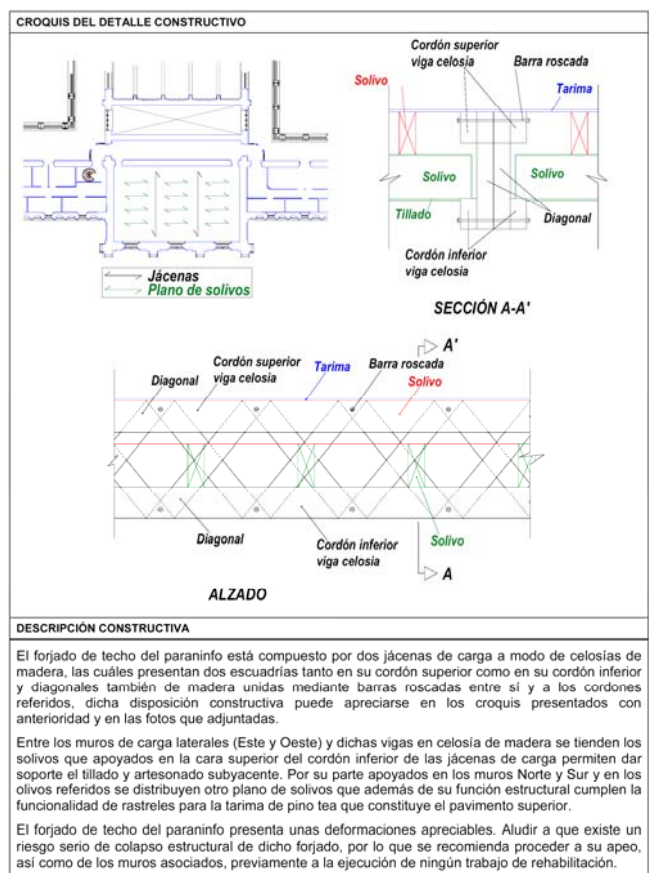 CROQUIS DEL DETALLE CONSTRUCTIVO
Cordón superior
viga celosia
Barra roscada
Solivo
Tarima
Solivo
Solivo
Tillado
Diagonal
Cordón inferior
viga celosia
Jácenas
Plano de solivos
SECCIÓN A-A'
A'
Diagonal
Cordón superior
viga celosia
Tarima
Barra roscada
Solivo
Diagonal
Cordón inferior
viga celosia
Solivo
A
ALZADO
DESCRIPCIÓN CONSTRUCTIVA
El forjado de techo del paraninfo está compuesto por dos jácenas de carga a modo de celosías de
madera, las cuáles presentan dos escuadrías tanto en su cordón superior como en su cordón inferior
y diagonales también de madera unidas mediante barras roscadas entre sí y a los cordones
referidos, dicha disposición constructiva puede apreciarse en los croquis presentados con
anterioridad y en las fotos que adjuntadas.
Entre los muros de carga laterales (Este y Oeste) y dichas vigas en celosía de madera se tienden los
solivos que apoyados en la cara superior del cordón inferior de las jácenas de carga permiten dar
soporte el tillado y artesonado subyacente. Por su parte apoyados en los muros Norte y Sur y en los
olivos referidos se distribuyen otro plano de solivos que además de su función estructural cumplen la
funcionalidad de rastreles para la tarima de pino tea que constituye el pavimento superior.
El forjado de techo del paraninfo presenta unas deformaciones apreciables. Aludir a que existe un
riesgo serio de colapso estructural de dicho forjado, por lo que se recomienda proceder a su apeo,
así como de los muros asociados, previamente a la ejecución de ningún trabajo de rehabilitación.